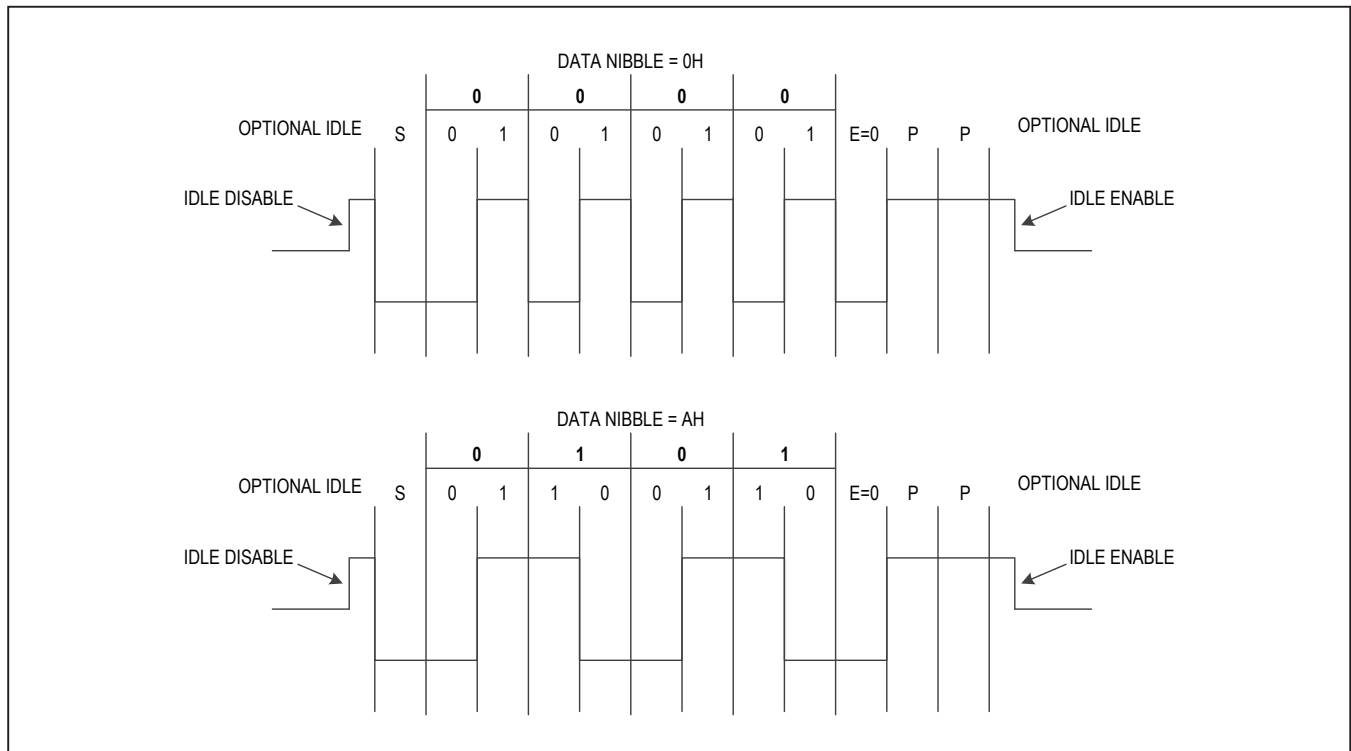 DATA NIBBLE = 0H
0 0 0 0
OPTIONAL IDLE S 0 1 0 1 0 1 0 1 E=0 P P OPTIONAL IDLE
IDLE DISABLE IDLE ENABLE
DATA NIBBLE = AH
0 1 0 1
OPTIONAL IDLE S 0 1 1 0 0 1 1 0 E=0 P P OPTIONAL IDLE
IDLE DISABLE IDLE ENABLE